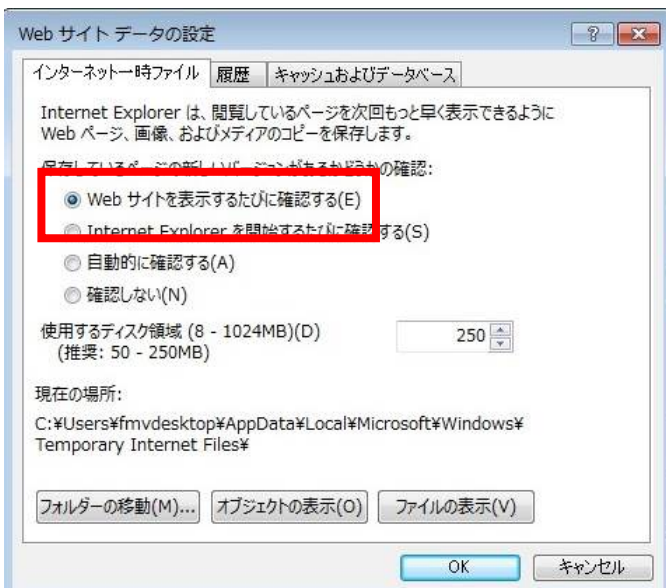 Web サイト データの設定
インターネット一時ファイル 履歴 キャッシュおよびデータベース
Internet Explorer は、閲覧しているページを次回もっと早く表示できるように
Web ページ、画像、およびメディアのコピーを保存します。
保存しているページの新しいバージョンがあるかどうかの確認:
Web サイトを表示するたびに確認する(E)
Internet Explorer を開始するたびに確認する(S)
自動的に確認する(A)
確認しない(N)
使用するディスク領域 (8 - 1024MB)(D) 250
(推奨: 50 - 250MB)
現在の場所:
C:¥Users¥fmvdesktop¥AppData¥Local¥Microsoft¥Windows¥
Temporary Internet Files¥
フォルダーの移動(M)... オブジェクトの表示(O) ファイルの表示(V)
OK キャンセル